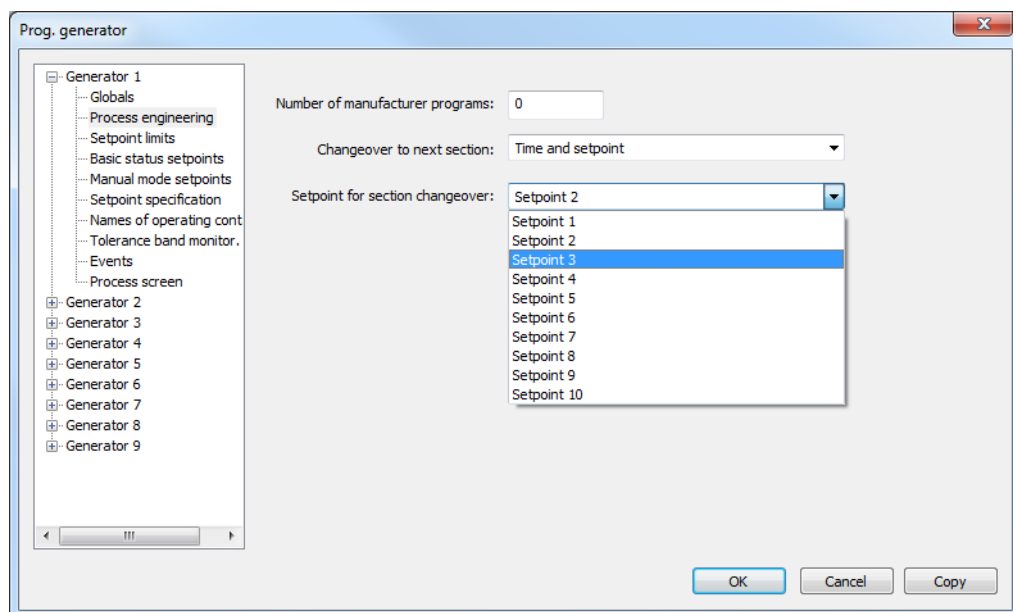 Prog. generator
Generator 1
Globals
Process engineering
Setpoint limits
Basic status setpoints
Manual mode setpoints
Setpoint specification
Names of operating cont
Tolerance band monitor.
Events
Process screen
Generator 2
Generator 3
Generator 4
Generator 5
Generator 6
Generator 7
Generator 8
Generator 9
Number of manufacturer programs: 0
Changeover to next section: Time and setpoint
Setpoint for section changeover: Setpoint 2
Setpoint 1
Setpoint 2
Setpoint 3
Setpoint 4
Setpoint 5
Setpoint 6
Setpoint 7
Setpoint 8
Setpoint 9
Setpoint 10
OK Cancel Copy